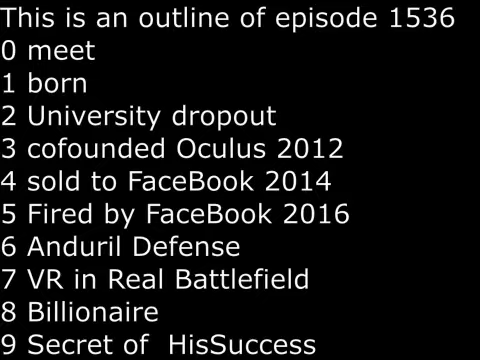 This is an outline of episode 1536
0 meet
1 born
2 University dropout
3 cofounded Oculus 2012
4 sold to FaceBook 2014
5 Fired by FaceBook 2016
6 Anduril Defense
7 VR in Real Battlefield
8 Billionaire
9 Secret of  HisSuccess